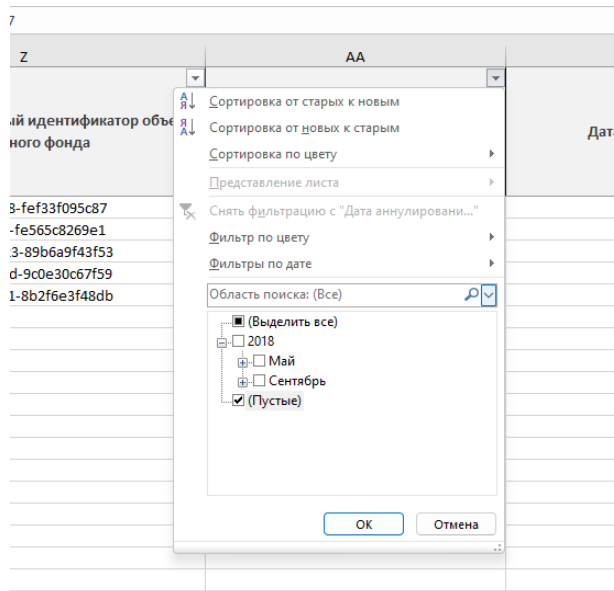 7
Z
AA
ый идентификатор объе
ного фонда
Дат
8-fef33f095c87
-fe565c8269e1
3-89b6a9f43f53
d-9c0e30c67f59
1-8b2f6e3f48db
Сортировка от старых к новым
Сортировка от новых к старым
Сортировка по цвету
Представление листа
Снять фильтрацию с "Дата аннулировани..."
Фильтр по цвету
Фильтры по дате
Область поиска: (Все)
(Выделить все)
2018
Май
Сентябрь
(Пустые)
ОК
Отмена